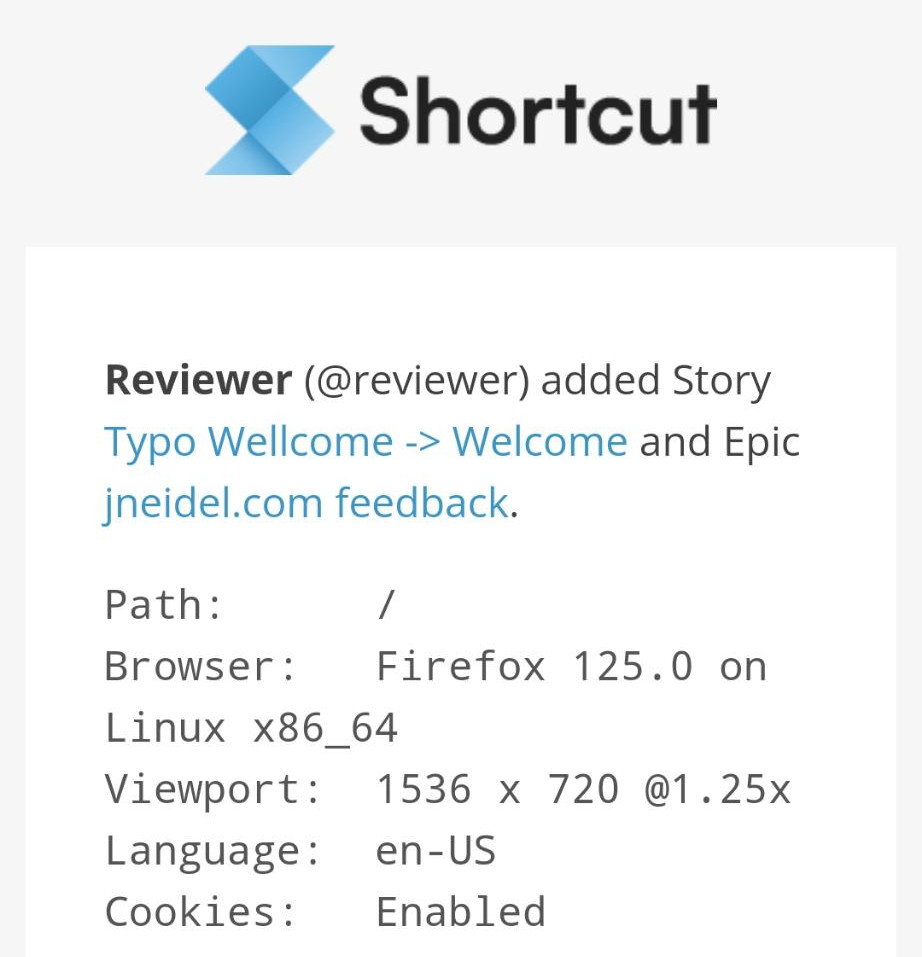 Shortcut
Reviewer (@reviewer) added Story
Typo Wellcome -> Welcome and Epic
jneidel.com feedback.
Path: /
Browser: Firefox 125.0 on
Linux x86_64
Viewport: 1536 x 720 @1.25x
Language: en-US
Cookies: Enabled